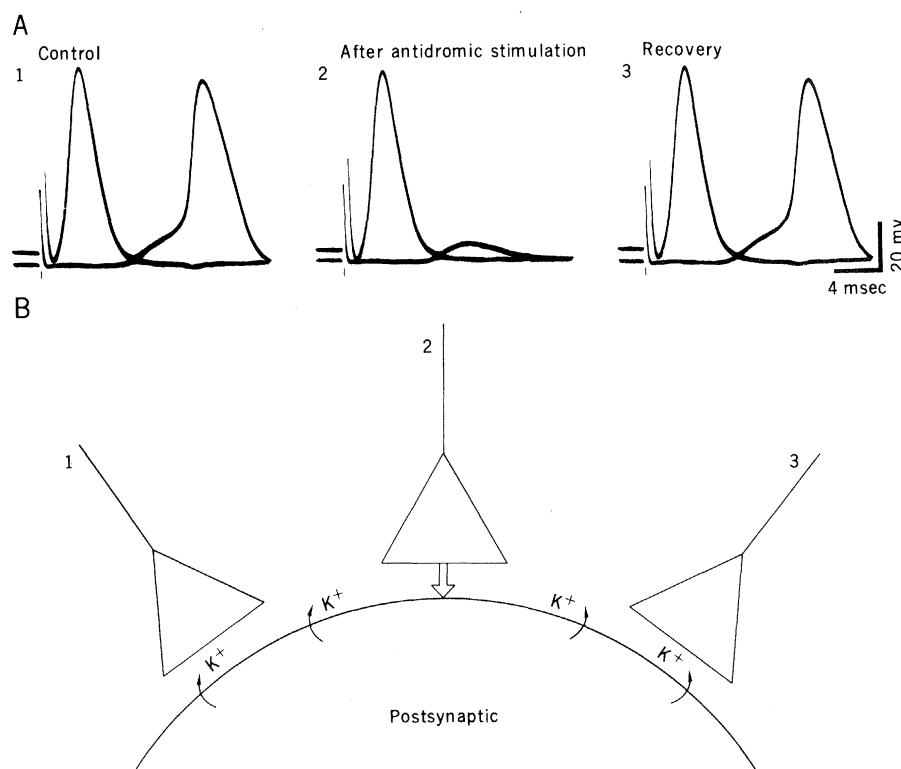 A
1 Control
2 After antidromic stimulation
3 Recovery
20 mv
4 msec
B
2
1
3
K+
K+
K+
K+
Postsynaptic